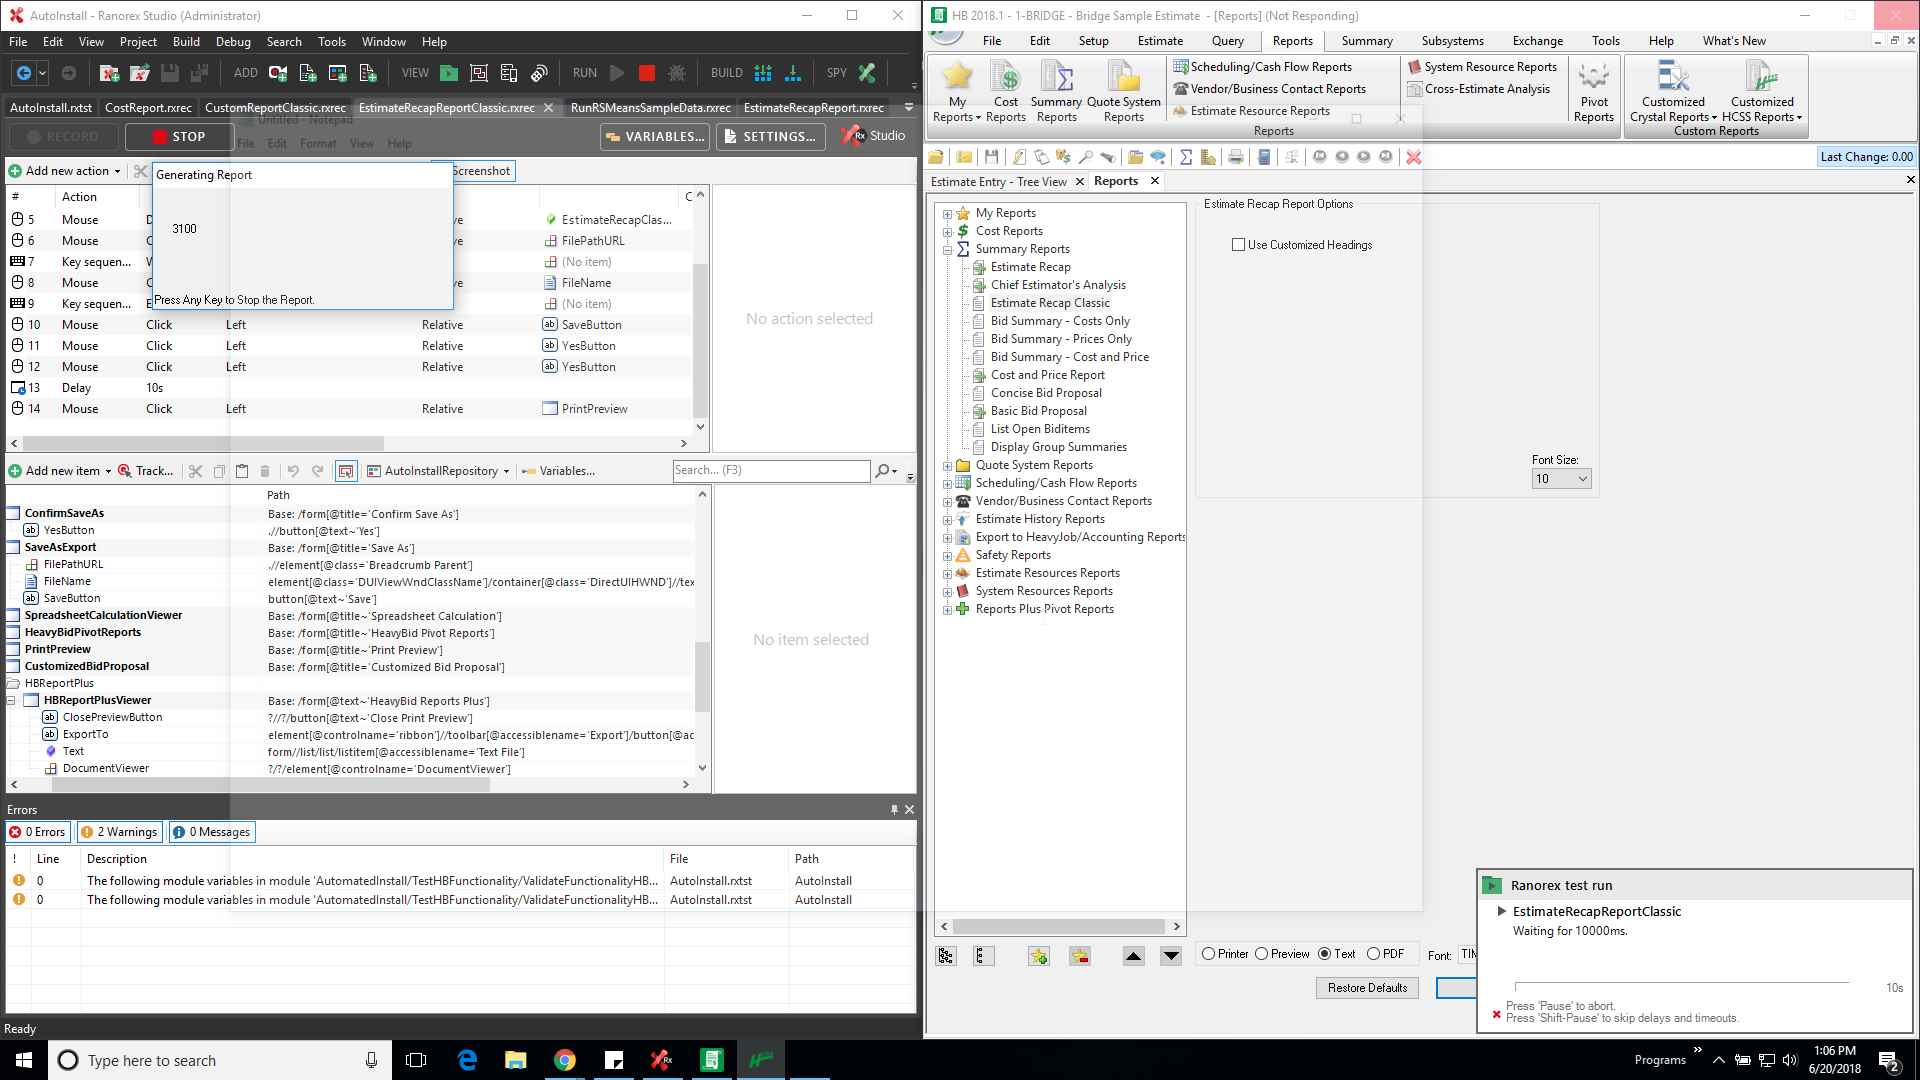 AutoInstall - Ranorex Studio (Administrator)
File Edit View Project Build Debug Search Tools Window Help
ADD VIEW RUN BUILD SPY
AutoInstall.rxtst CostReport.rxrec CustomReportClassic.rxrec EstimateRecapReportClassic.rxrec RunRSMeansSampleData.rxrec EstimateRecapReport.rxrec
Untitled - Notepad
RECORD STOP VARIABLES... SETTINGS... Rx Studio
File Edit Format View Help
Add new action Screenshot
Generating Report
3100
Press Any Key to Stop the Report.
# Action C
5 Mouse D ve EstimateRecapClas...
6 Mouse ve FilePathURL
7 Key sequen... (No item)
8 Mouse ve FileName
9 Key sequen... (No item)
10 Mouse Click Left Relative SaveButton
11 Mouse Click Left Relative YesButton
12 Mouse Click Left Relative YesButton
13 Delay 10s
14 Mouse Click Left Relative PrintPreview
No action selected
Add new item Track... AutoInstallRepository Variables... Search... (F3)
Path
ConfirmSaveAs Base: /form[@title='Confirm Save As']
YesButton .//button[@text~'Yes']
SaveAsExport Base: /form[@title='Save As']
FilePathURL .//element[@class='Breadcrumb Parent']
FileName element[@class='DUIViewWndClassName']/container[@class='DirectUIHWND']//tex
SaveButton button[@text~'Save']
SpreadsheetCalculationViewer Base: /form[@title~'Spreadsheet Calculation']
HeavyBidPivotReports Base: /form[@title~'HeavyBid Pivot Reports']
PrintPreview Base: /form[@title~'Print Preview']
CustomizedBidProposal Base: /form[@title='Customized Bid Proposal']
HBReportPlus
HBReportPlusViewer Base: /form[@text~'HeavyBid Reports Plus']
ClosePreviewButton ?//?/button[@text~'Close Print Preview']
ExportTo element[@controlname='ribbon']//toolbar[@accessiblename='Export']/button[@ac
Text form//list/list/listitem[@accessiblename='Text File']
DocumentViewer ?/?/element[@controlname='DocumentViewer']
No item selected
Errors
0 Errors 2 Warnings 0 Messages
! Line Description File Path
0 The following module variables in module 'AutomatedInstall/TestHBFunctionality/ValidateFunctionalityHB... AutoInstall.rxtst AutoInstall
0 The following module variables in module 'AutomatedInstall/TestHBFunctionality/ValidateFunctionalityHB... AutoInstall.rxtst AutoInstall
Ready
HB 2018.1 - 1-BRIDGE - Bridge Sample Estimate - [Reports] (Not Responding)
File Edit Setup Estimate Query Reports Summary Subsystems Exchange Tools Help What's New
My Reports
Cost Reports
Summary Reports
Quote System Reports
Scheduling/Cash Flow Reports
Vendor/Business Contact Reports
Estimate Resource Reports
System Resource Reports
Cross-Estimate Analysis
Pivot Reports
Customized Crystal Reports
Customized HCSS Reports
Reports Custom Reports
Last Change: 0.00
Estimate Entry - Tree View Reports
My Reports
Cost Reports
Summary Reports
Estimate Recap
Chief Estimator's Analysis
Estimate Recap Classic
Bid Summary - Costs Only
Bid Summary - Prices Only
Bid Summary - Cost and Price
Cost and Price Report
Concise Bid Proposal
Basic Bid Proposal
List Open Biditems
Display Group Summaries
Quote System Reports
Scheduling/Cash Flow Reports
Vendor/Business Contact Reports
Estimate History Reports
Export to HeavyJob/Accounting Reports
Safety Reports
Estimate Resources Reports
System Resources Reports
Reports Plus Pivot Reports
Estimate Recap Report Options
Use Customized Headings
Font Size:
10
Printer Preview Text PDF Font: TIM
Restore Defaults
Ranorex test run
EstimateRecapReportClassic
Waiting for 10000ms.
10s
Press 'Pause' to abort.
Press 'Shift-Pause' to skip delays and timeouts.
Type here to search
Programs
1:06 PM
6/20/2018
2